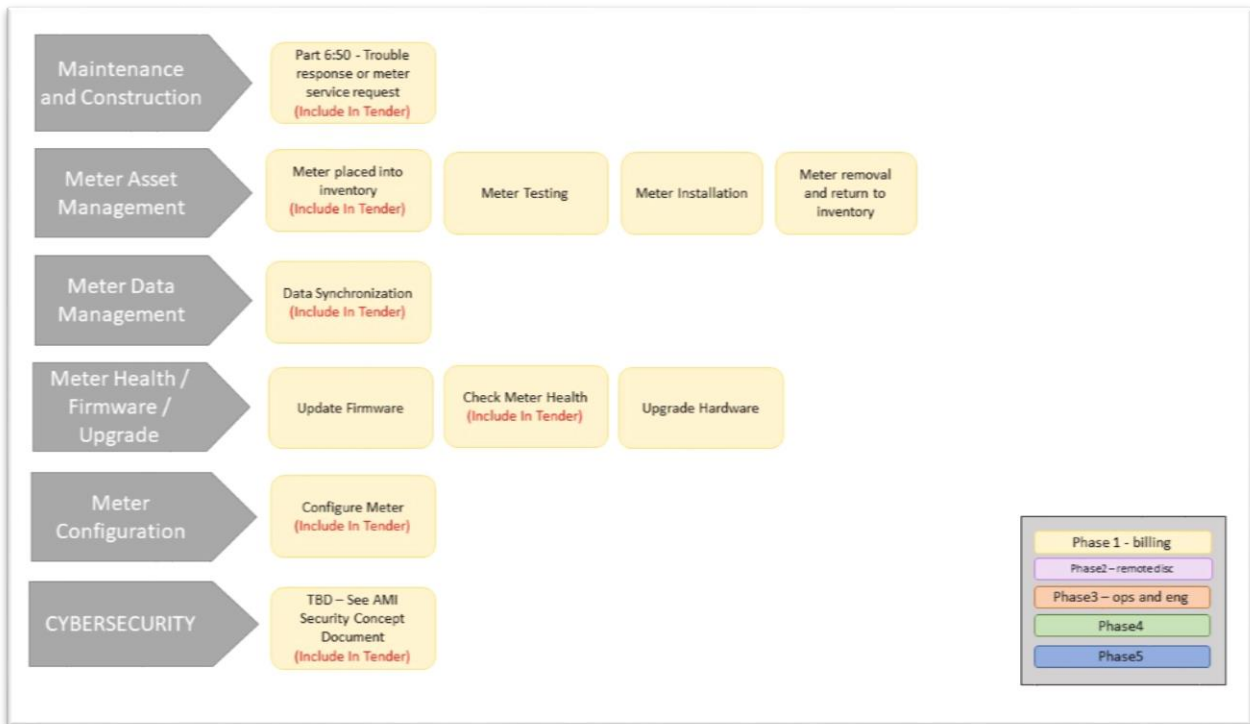 Maintenance
and Construction
Part 6:50 - Trouble
response or meter
service request
(Include In Tender)
Meter Asset
Management
Meter placed into
inventory
(Include In Tender)
Meter Testing
Meter Installation
Meter removal
and return to
inventory
Meter Data
Management
Data Synchronization
(Include In Tender)
Meter Health /
Firmware /
Upgrade
Update Firmware
Check Meter Health
(Include In Tender)
Upgrade Hardware
Meter
Configuration
Configure Meter
(Include In Tender)
CYBERSECURITY
TBD – See AMI
Security Concept
Document
(Include In Tender)
Phase 1 - billing
Phase2 – remote disc
Phase3 – ops and eng
Phase4
Phase5